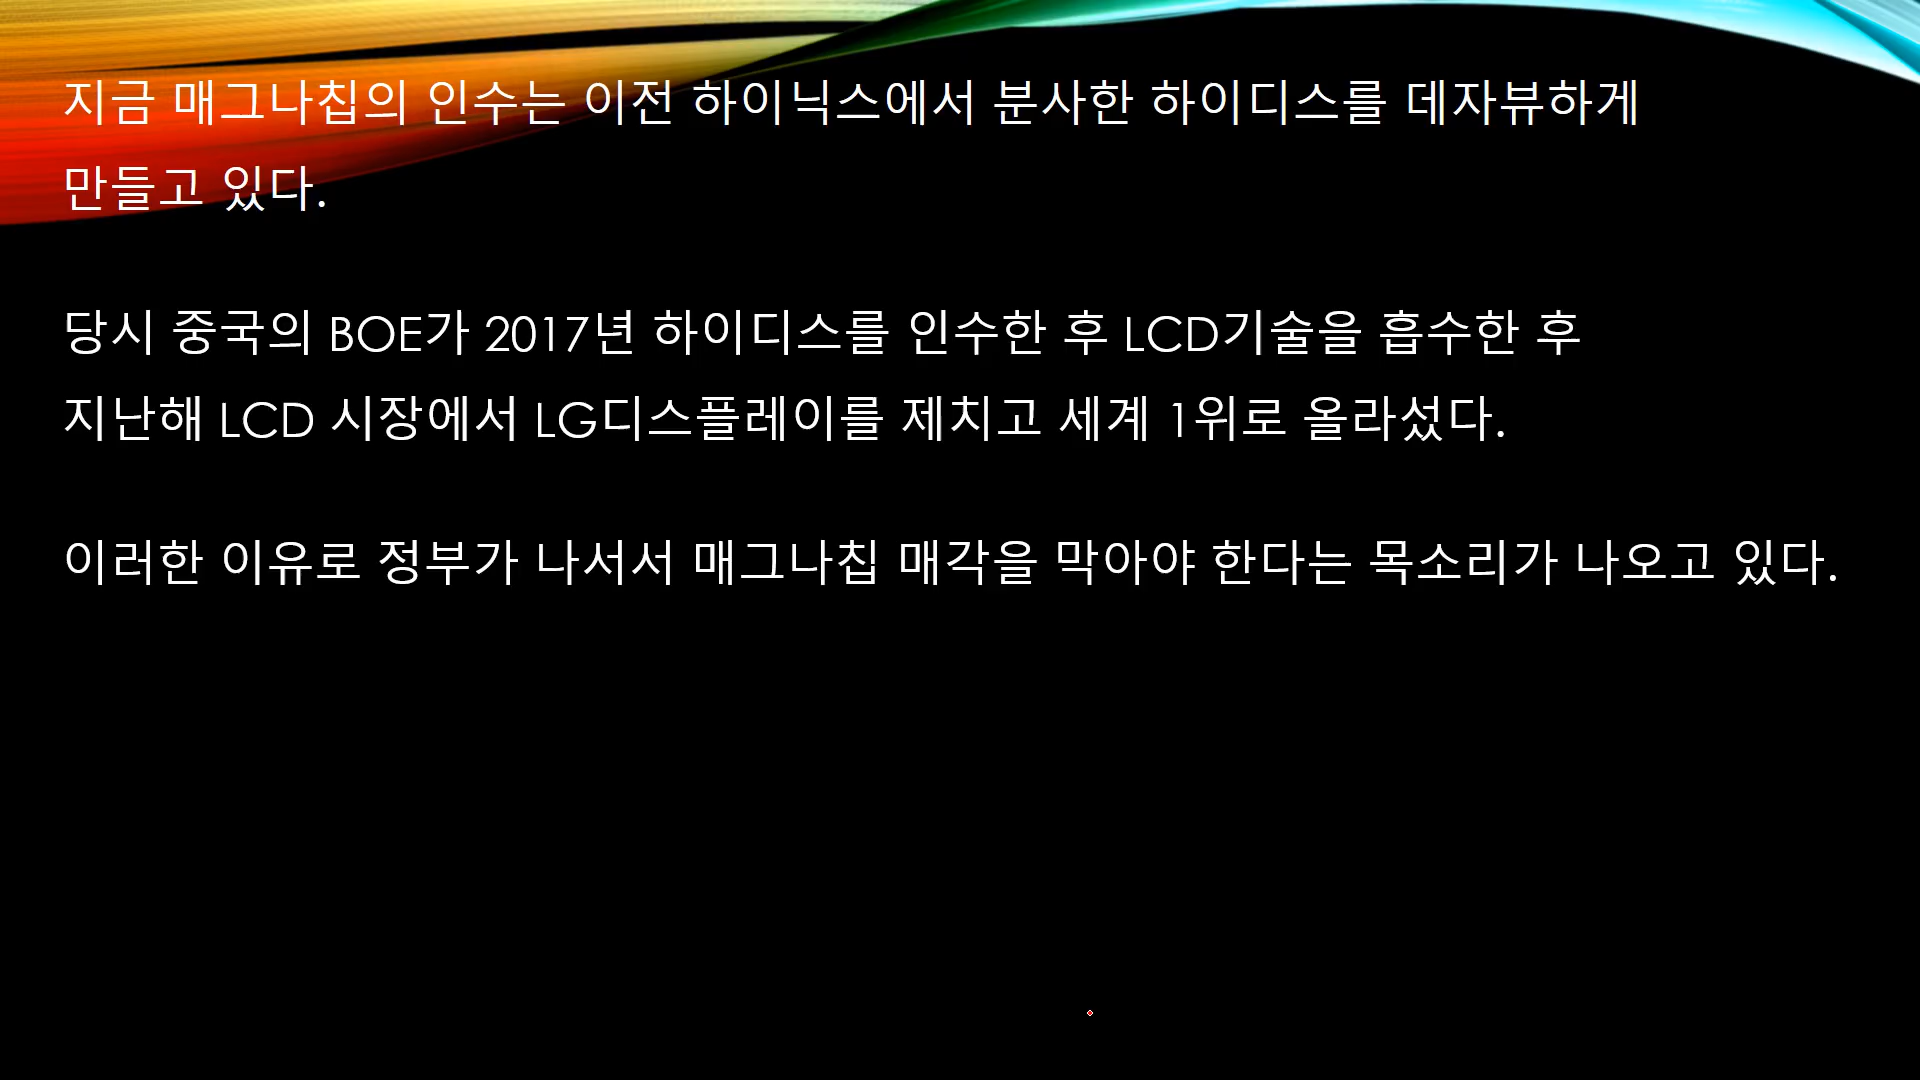 지금 매그나칩의 인수는 이전 하이닉스에서 분사한 하이디스를 데자뷰하게
만들고 있다.
당시 중국의 BOE가 2017년 하이디스를 인수한 후 LCD기술을 흡수한 후
지난해 LCD 시장에서 LG디스플레이를 제치고 세계 1위로 올라섰다.
이러한 이유로 정부가 나서서 매그나칩 매각을 막아야 한다는 목소리가 나오고 있다.